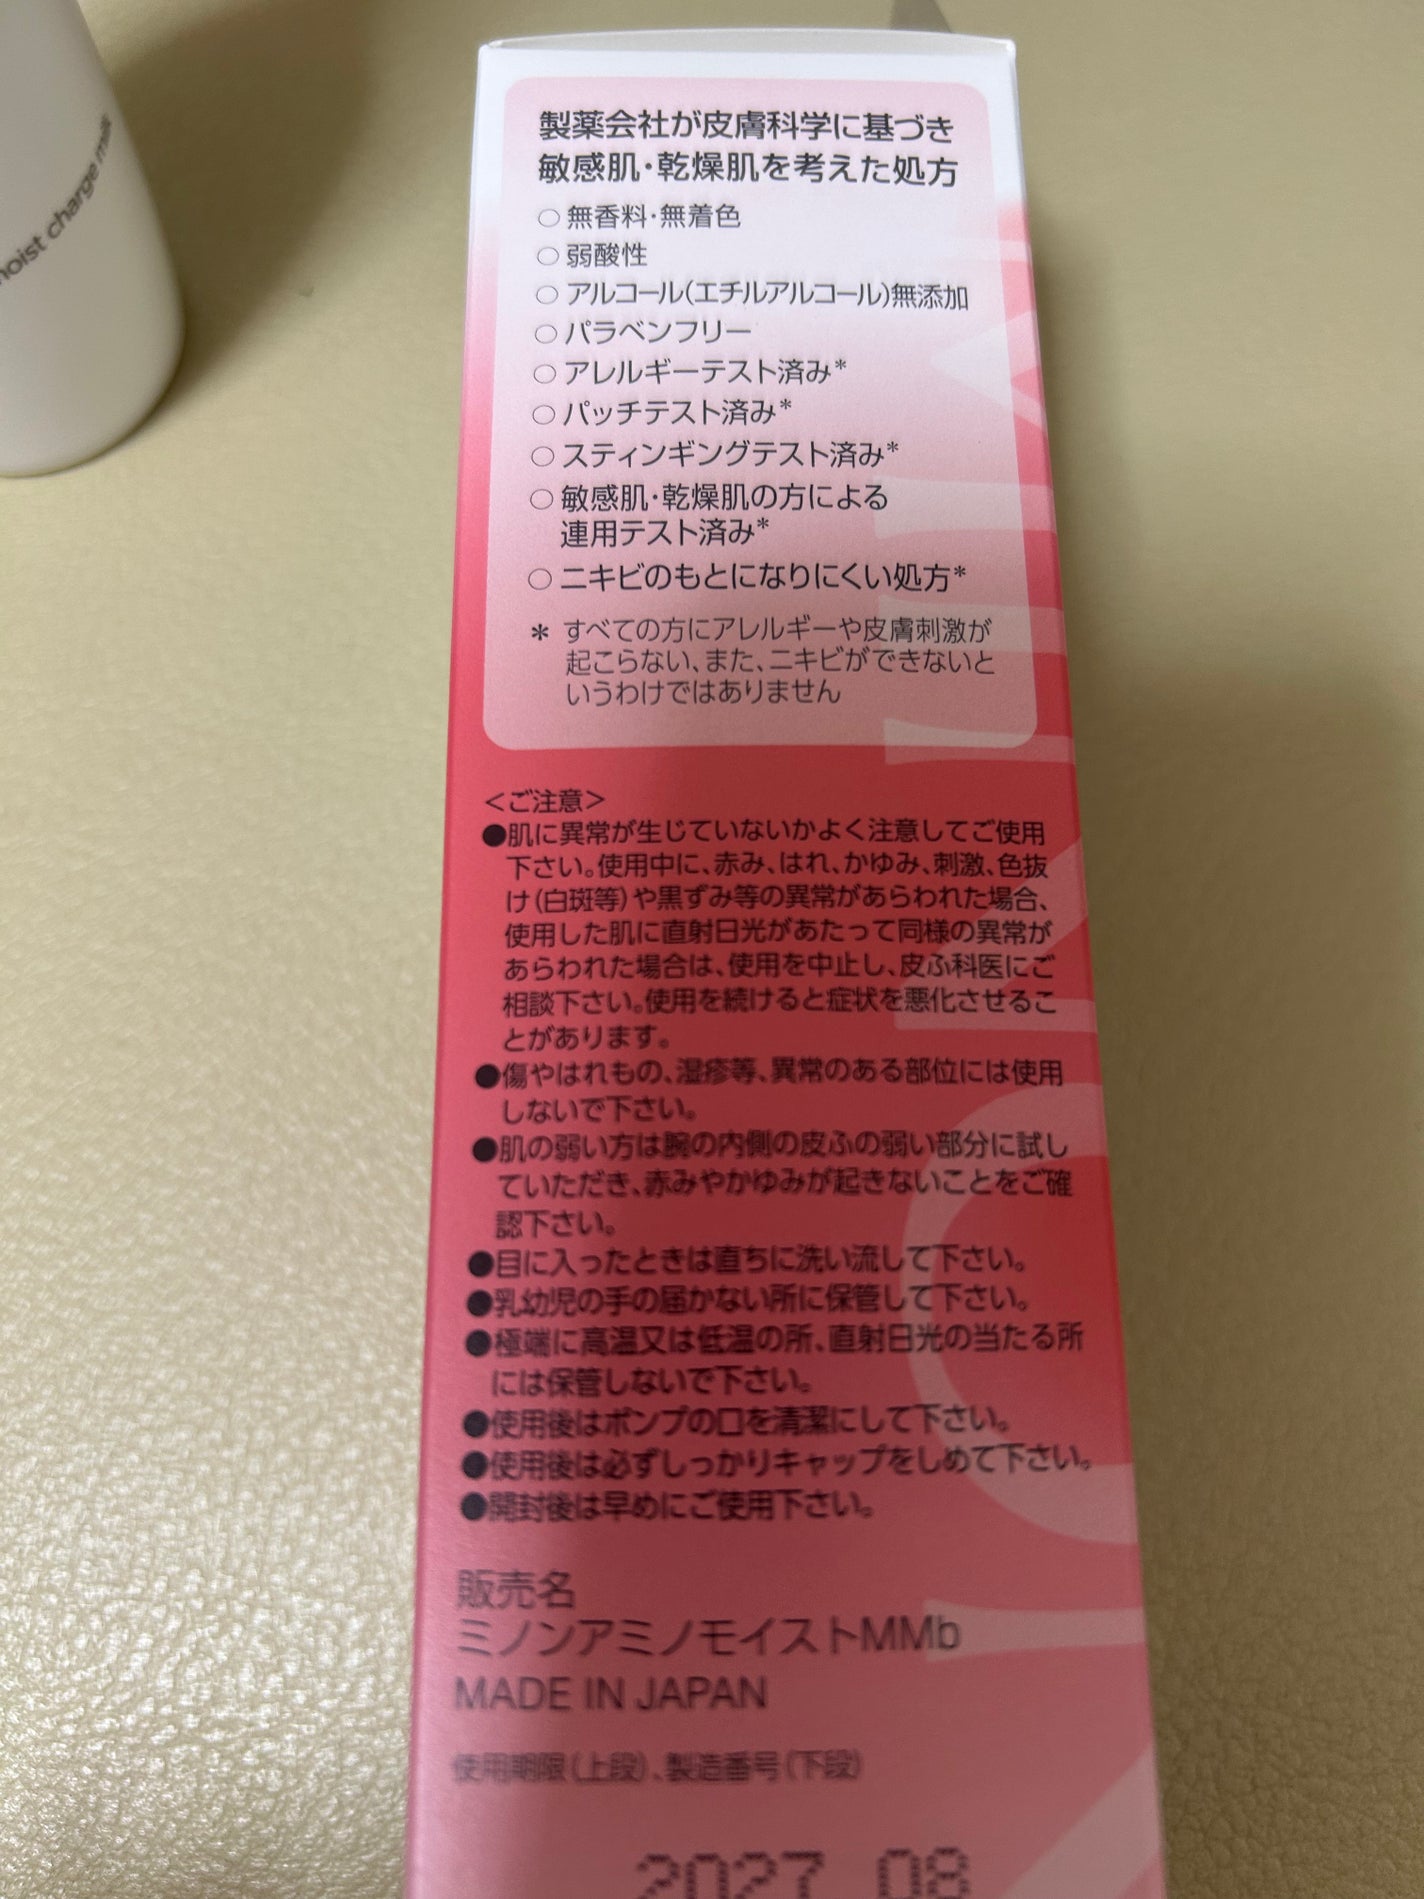 moist charge milk
製薬会社が皮膚科学に基づき
敏感肌・乾燥肌を考えた処方
○ 無香料・無着色
○ 弱酸性
○ アルコール(エチルアルコール)無添加
○ パラベンフリー
○ アレルギーテスト済み*
○ パッチテスト済み*
○ スティンギングテスト済み*
○ 敏感肌・乾燥肌の方による
連用テスト済み*
○ ニキビのもとになりにくい処方*
* すべての方にアレルギーや皮膚刺激が
起こらない、また、ニキビができないと
いうわけではありません
<ご注意>
●肌に異常が生じていないかよく注意してご使用
下さい。使用中に、赤み、はれ、かゆみ、刺激、色抜
け(白斑等)や黒ずみ等の異常があらわれた場合、
使用した肌に直射日光があたって同様の異常が
あらわれた場合は、使用を中止し、皮ふ科医にご
相談下さい。使用を続けると症状を悪化させるこ
とがあります。
●傷やはれもの、湿疹等、異常のある部位には使用
しないで下さい。
●肌の弱い方は腕の内側の皮ふの弱い部分に試し
ていただき、赤みやかゆみが起きないことをご確
認下さい。
●目に入ったときは直ちに洗い流して下さい。
●乳幼児の手の届かない所に保管して下さい。
●極端に高温又は低温の所、直射日光の当たる所
には保管しないで下さい。
●使用後はポンプの口を清潔にして下さい。
●使用後は必ずしっかりキャップをしめて下さい。
●開封後は早めにご使用下さい。
販売名
ミノンアミノモイストMMb
MADE IN JAPAN
使用期限(上段)、製造番号(下段)
2027 08